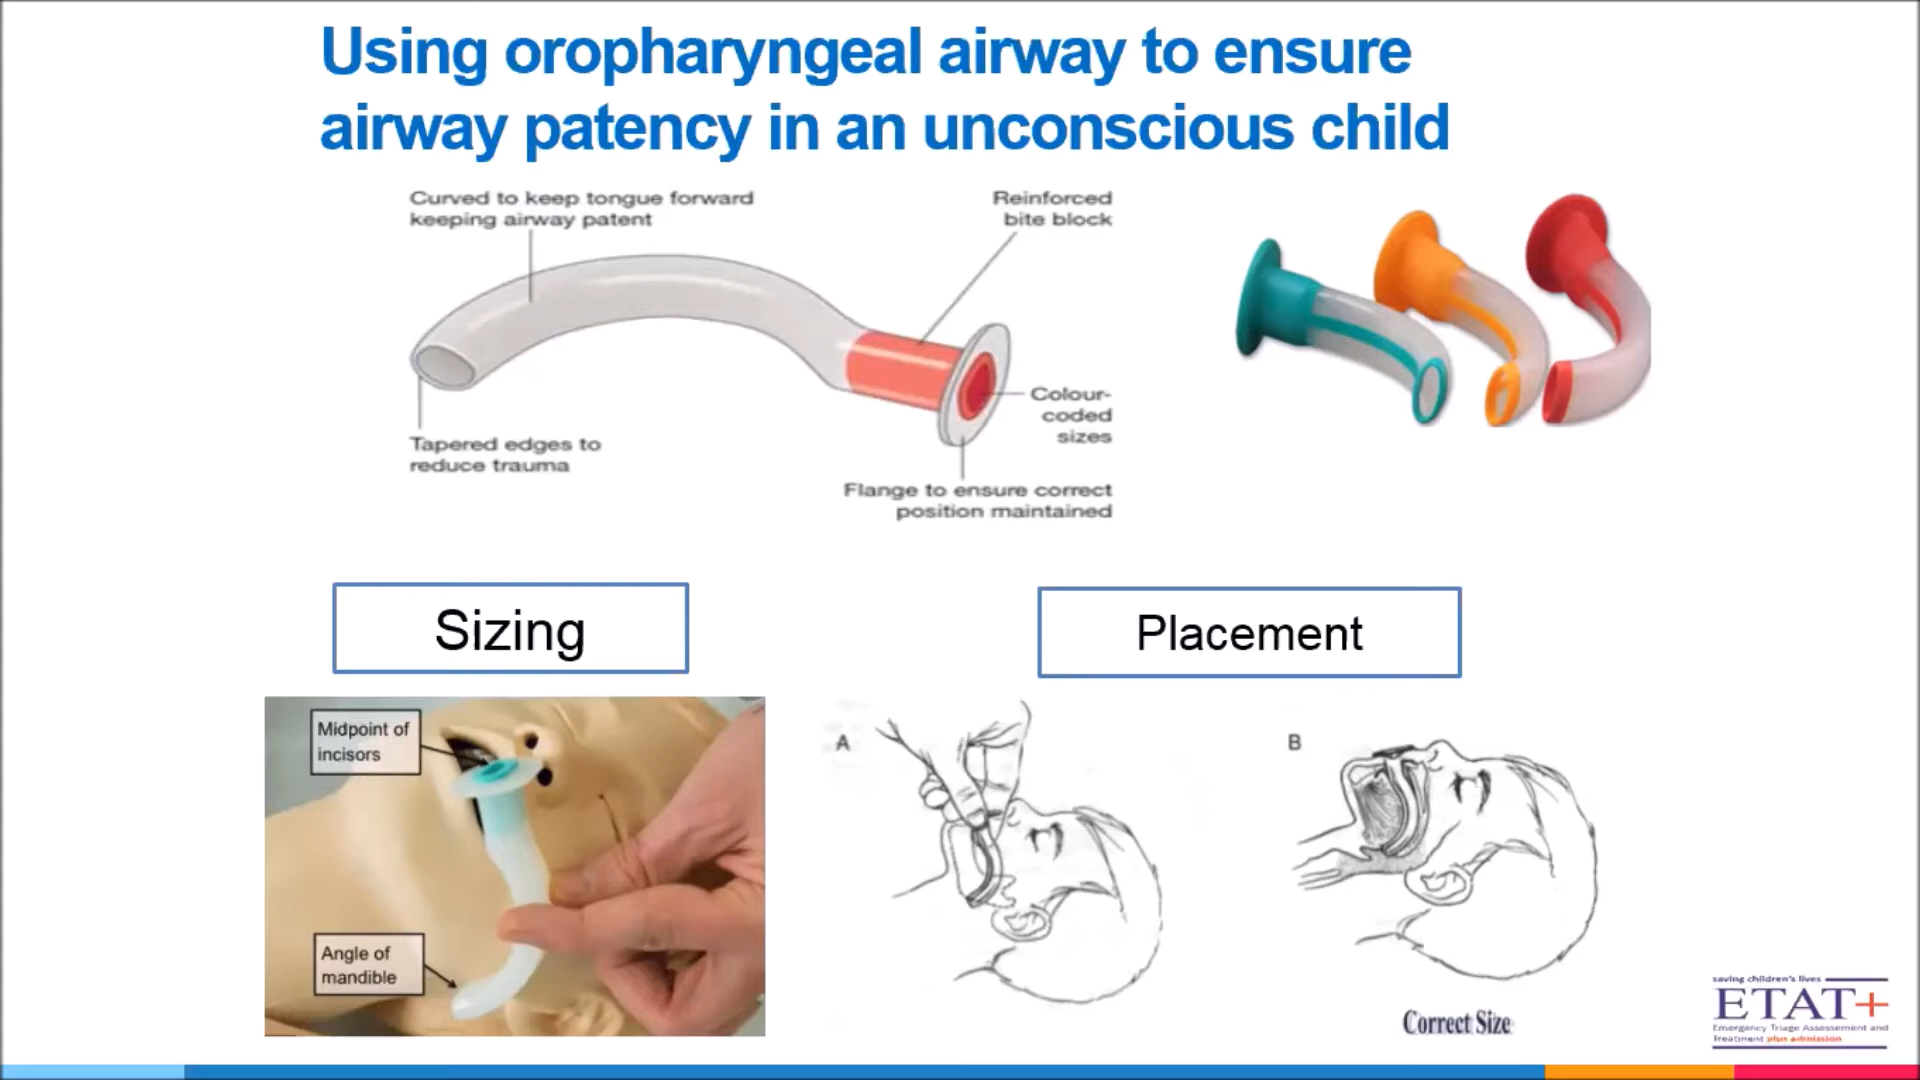 Using oropharyngeal airway to ensure
airway patency in an unconscious child
Curved to keep tongue forward
keeping airway patent
Reinforced
bite block
Colour-
coded
sizes
Tapered edges to
reduce trauma
Flange to ensure correct
position maintained
Sizing
Placement
Midpoint of
incisors
Angle of
mandible
A
B
Correct Size
saving children's lives
ETAT+
Emergency Triage Assessement and
Treatment plus admission